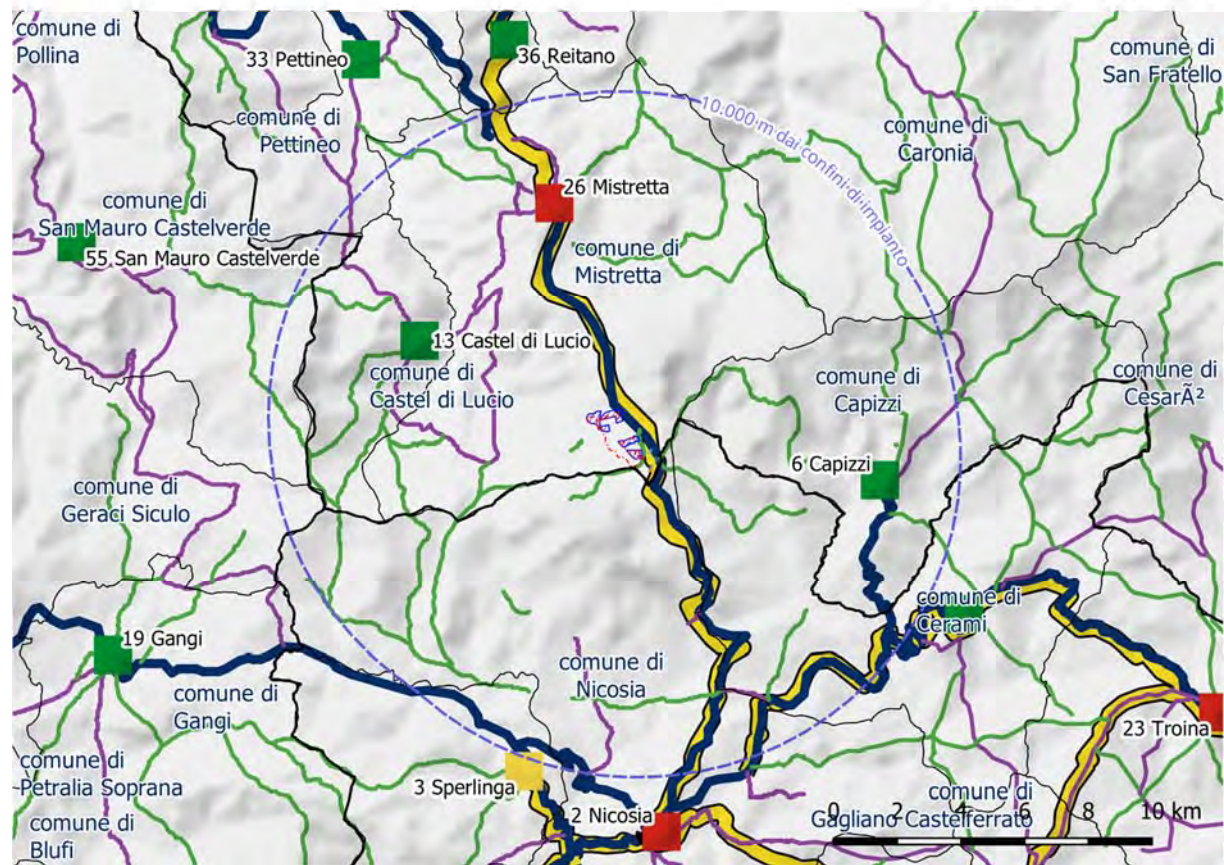 comune di
Pollina
33 Pettineo
36 Reitano
comune di
San Fratello
comune di
Pettineo
10.000 m dai confini di impianto
comune di
Caronia
26 Mistretta
comune di
San Mauro Castelverde
55 San Mauro Castelverde
comune di
Mistretta
13 Castel di Lucio
comune di
Castel di Lucio
comune di
Capizzi
comune di
CesarÃ²
6 Capizzi
comune di
Geraci Siculo
comune di
Cerami
19 Gangi
comune di
Nicosia
comune di
Gangi
23 Troina
comune di
Petralia Soprana
3 Sperlinga
comune di
Gagliano Castelferrato
0 2 4 6 8 10 km
2 Nicosia
comune di
Blufi